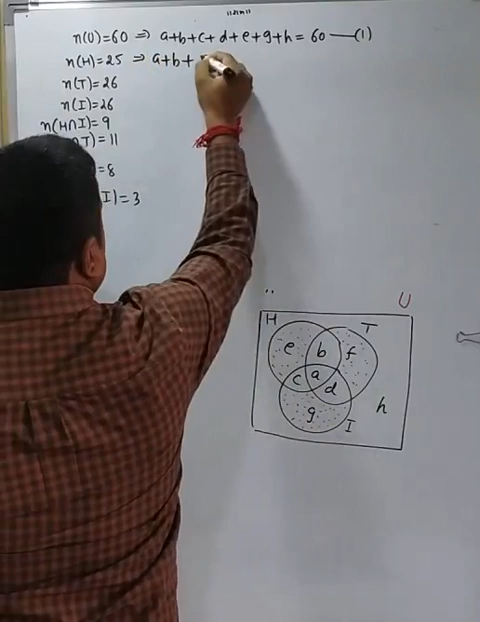 n(U)=60 ⇒ a+b+c+d+e+g+h = 60 —(1)
n(H)=25 ⇒ a+b+
n(T)=26
n(I)=26
n(H∩I)=9
T)=11
=8
I)=3
U
H T
e b f
c a d
g h
I